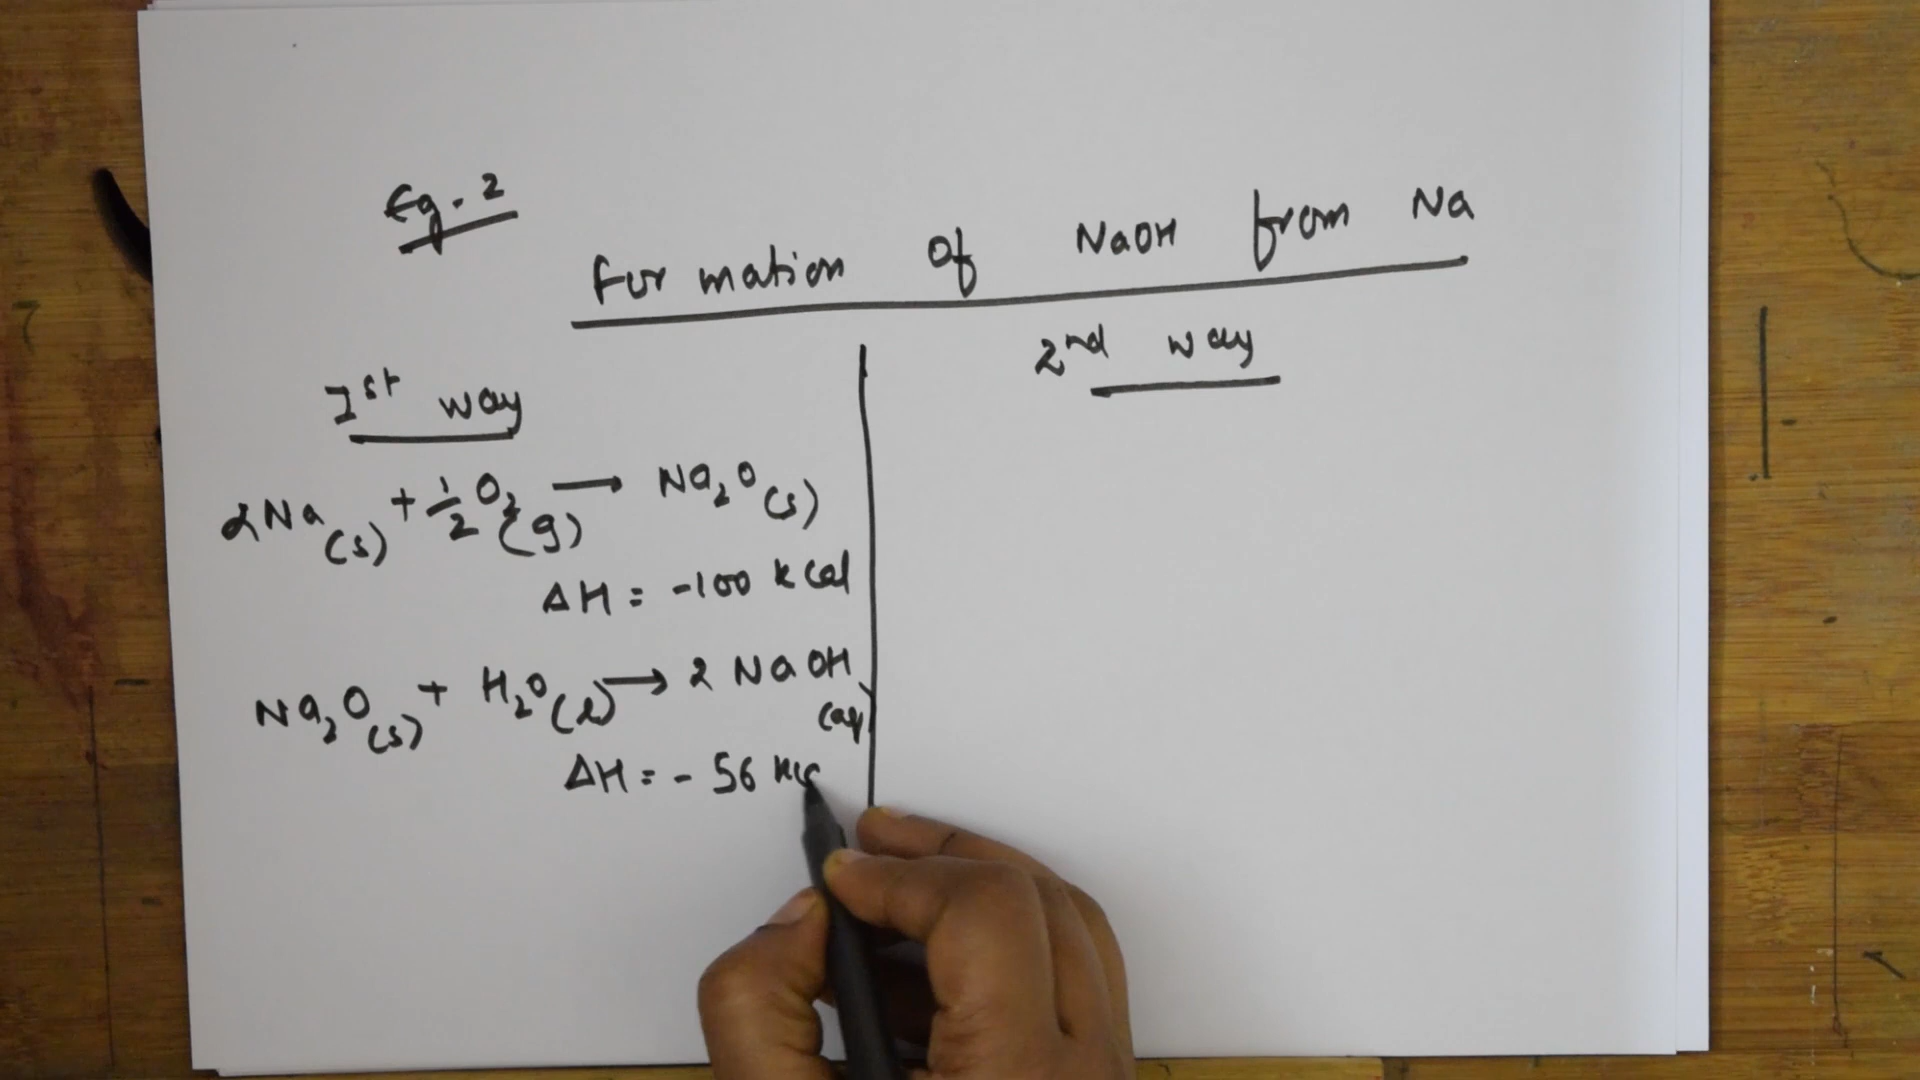 Eg. 2
Formation of NaOH from Na
1st way
2Na(s) + 1/2 O2(g) → Na2O(s)
ΔH = -100 kcal
Na2O(s) + H2O(l) → 2 NaOH (aq)
ΔH = - 56 kc
2nd way